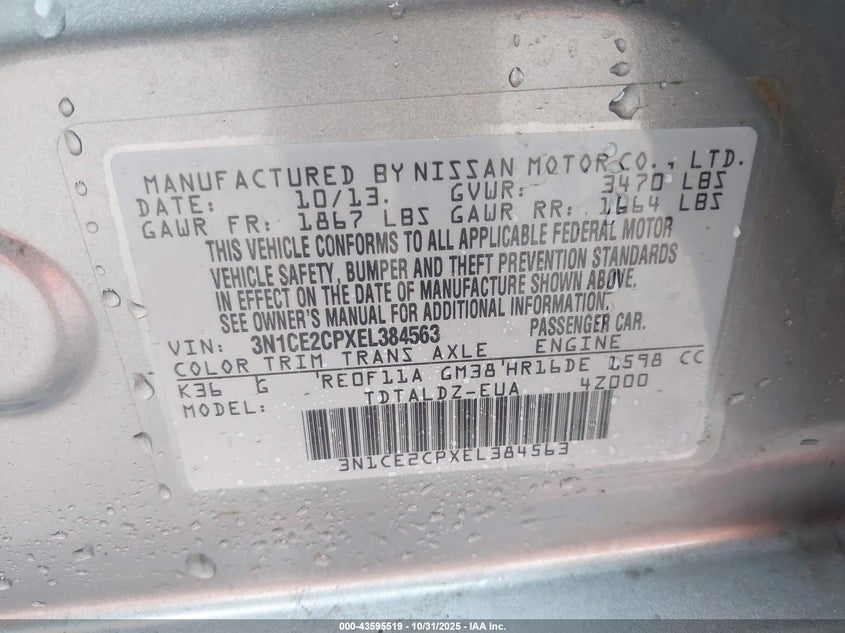 MANUFACTURED BY NISSAN MOTOR CO., LTD.
DATE: 10/13. GVWR: 3470 LBS
GAWR FR: 1867 LBS GAWR RR: 1664 LBS
THIS VEHICLE CONFORMS TO ALL APPLICABLE FEDERAL MOTOR
VEHICLE SAFETY, BUMPER AND THEFT PREVENTION STANDARDS
IN EFFECT ON THE DATE OF MANUFACTURE SHOWN ABOVE.
SEE OWNER'S MANUAL FOR ADDITIONAL INFORMATION.
VIN: 3N1CE2CPXEL384563 PASSENGER CAR.
COLOR TRIM TRANS AXLE ENGINE
K36 G RE0F11A GM38 HR16DE 1598 CC
MODEL: TDTALDZ-EUA 4Z000
3N1CE2CPXEL384563
000-43595519 - 10/31/2025 - IAA Inc.